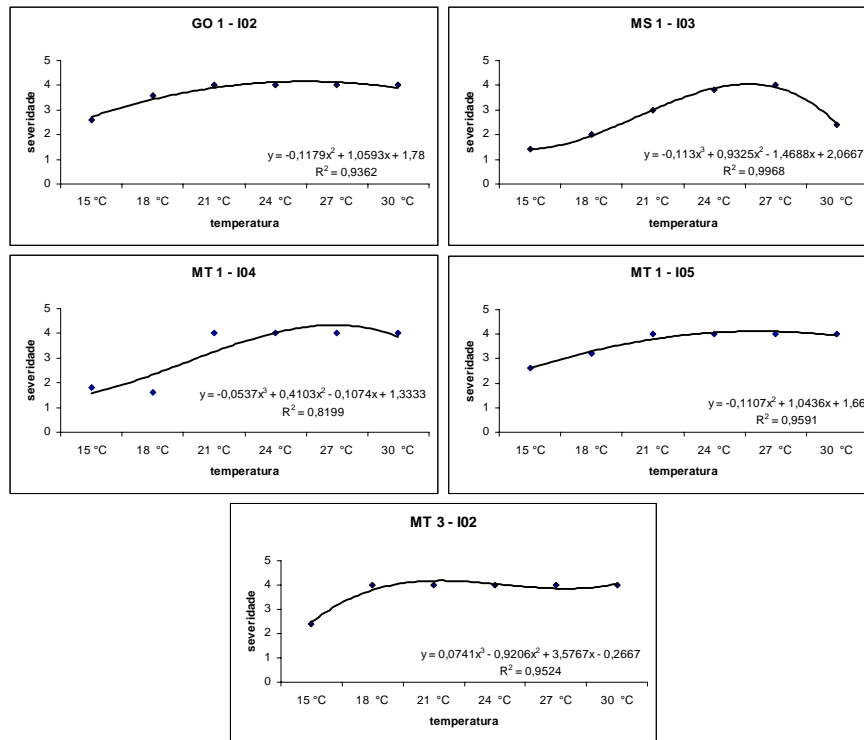 GO 1 - I02
5
4
3
2
1
0
severidade
y = -0,1179x² + 1,0593x + 1,78
R² = 0,9362
15 °C 18 °C 21 °C 24 °C 27 °C 30 °C
temperatura
MS 1 - I03
5
4
3
2
1
0
severidade
y = -0,113x³ + 0,9325x² - 1,4688x + 2,0667
R² = 0,9968
15 °C 18 °C 21 °C 24 °C 27 °C 30 °C
temperatura
MT 1 - I04
5
4
3
2
1
0
severidade
y = -0,0537x³ + 0,4103x² - 0,1074x + 1,3333
R² = 0,8199
15 °C 18 °C 21 °C 24 °C 27 °C 30 °C
temperatura
MT 1 - I05
5
4
3
2
1
0
severidade
y = -0,1107x² + 1,0436x + 1,66
R² = 0,9591
15 °C 18 °C 21 °C 24 °C 27 °C 30 °C
temperatura
MT 3 - I02
5
4
3
2
1
0
severidade
y = 0,0741x³ - 0,9206x² + 3,5767x - 0,2667
R² = 0,9524
15 °C 18 °C 21 °C 24 °C 27 °C 30 °C
temperatura